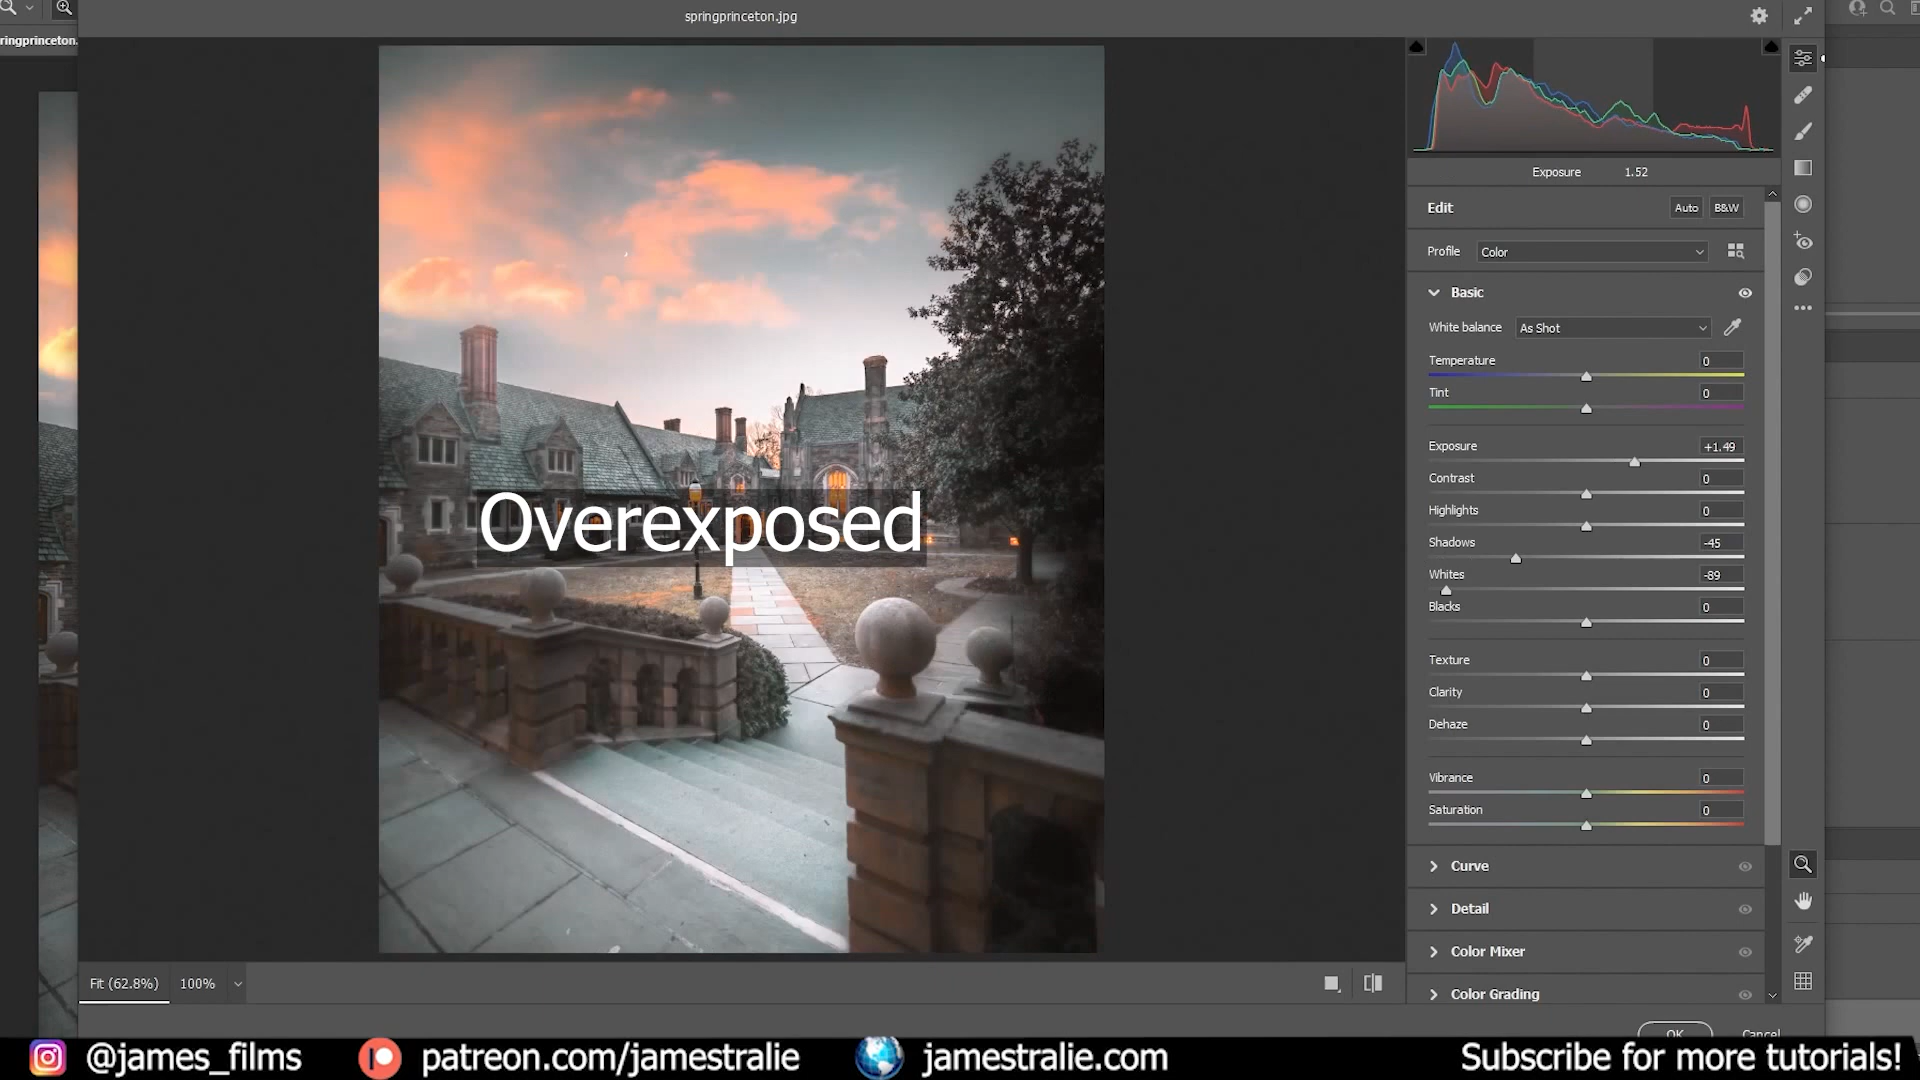 springprinceton.jpg
ringprinceton.
Exposure 1.52
Edit Auto B&W
Profile Color
Basic
White balance As Shot
Temperature 0
Tint 0
Exposure +1.49
Contrast 0
Highlights 0
Shadows -45
Whites -89
Blacks 0
Texture 0
Clarity 0
Dehaze 0
Vibrance 0
Saturation 0
Curve
Detail
Color Mixer
Color Grading
Overexposed
Fit (62.8%) 100%
OK Cancel
@james_films patreon.com/jamestralie jamestralie.com Subscribe for more tutorials!